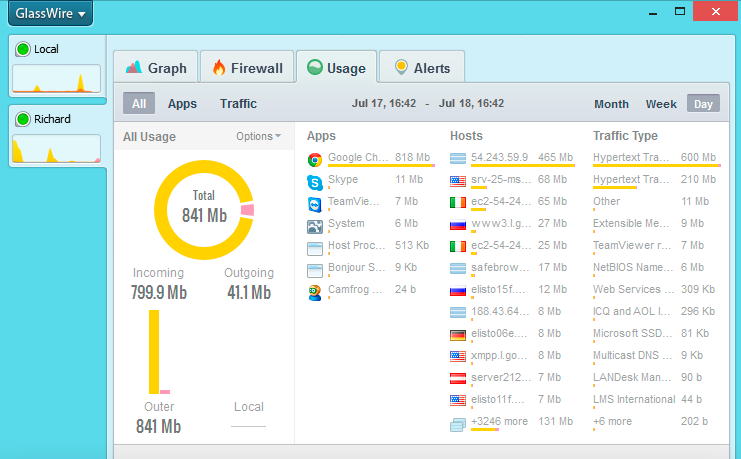 GlassWire
Local
Richard
Graph Firewall Usage Alerts
All Apps Traffic Jul 17, 16:42 - Jul 18, 16:42 Month Week Day
All Usage Options
Total
841 Mb
Incoming Outgoing
799.9 Mb 41.1 Mb
Outer Local
841 Mb
Apps
Google Ch... 818 Mb
Skype 11 Mb
TeamVie... 7 Mb
System 6 Mb
Host Proc... 513 Kb
Bonjour S... 9 Kb
Camfrog ... 24 b
Hosts
54.243.59.9 465 Mb
srv-25-ms... 68 Mb
ec2-54-24... 65 Mb
www3.l.g... 27 Mb
ec2-54-24... 25 Mb
safebrow... 17 Mb
elisto15f.... 12 Mb
188.43.64... 8 Mb
elisto06e.... 8 Mb
xmpp.l.go... 8 Mb
server212... 7 Mb
elisto11f.... 7 Mb
+3246 more 131 Mb
Traffic Type
Hypertext Tra... 600 Mb
Hypertext Tra... 210 Mb
Other 11 Mb
Extensible Me... 9 Mb
TeamViewer r... 7 Mb
NetBIOS Name... 6 Mb
Web Services ... 309 Kb
ICQ and AOL I... 296 Kb
Microsoft SSD... 81 Kb
Multicast DNS ... 9 Kb
LANDesk Man... 90 b
LMS International 44 b
+6 more 202 b